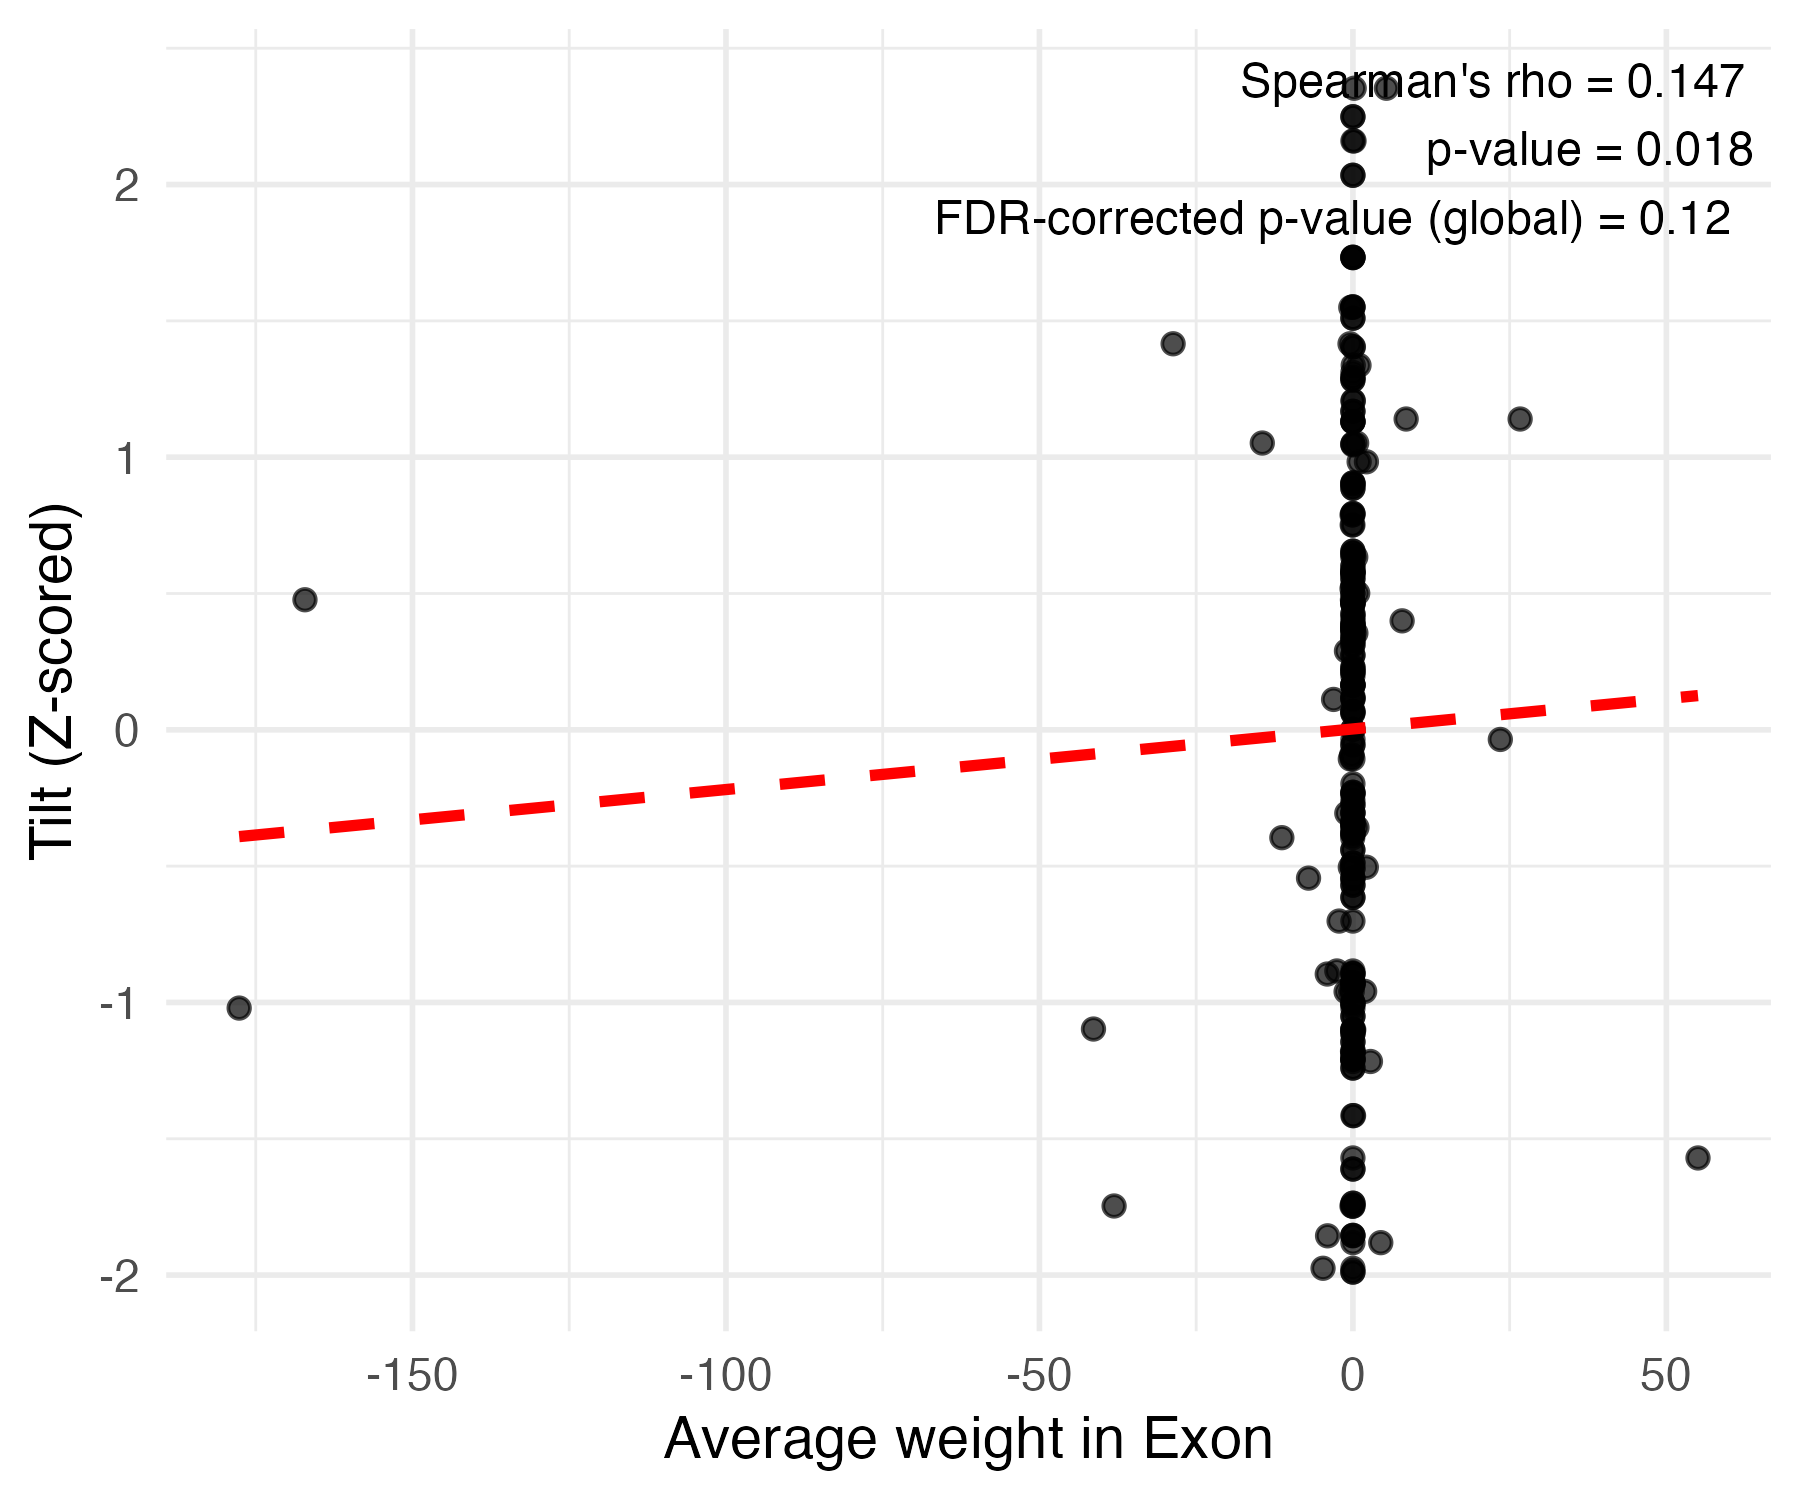 Spearman's rho = 0.147
p-value = 0.018
FDR-corrected p-value (global) = 0.12
Tilt (Z-scored)
2
1
0
-1
-2
-150
-100
-50
0
50
Average weight in Exon